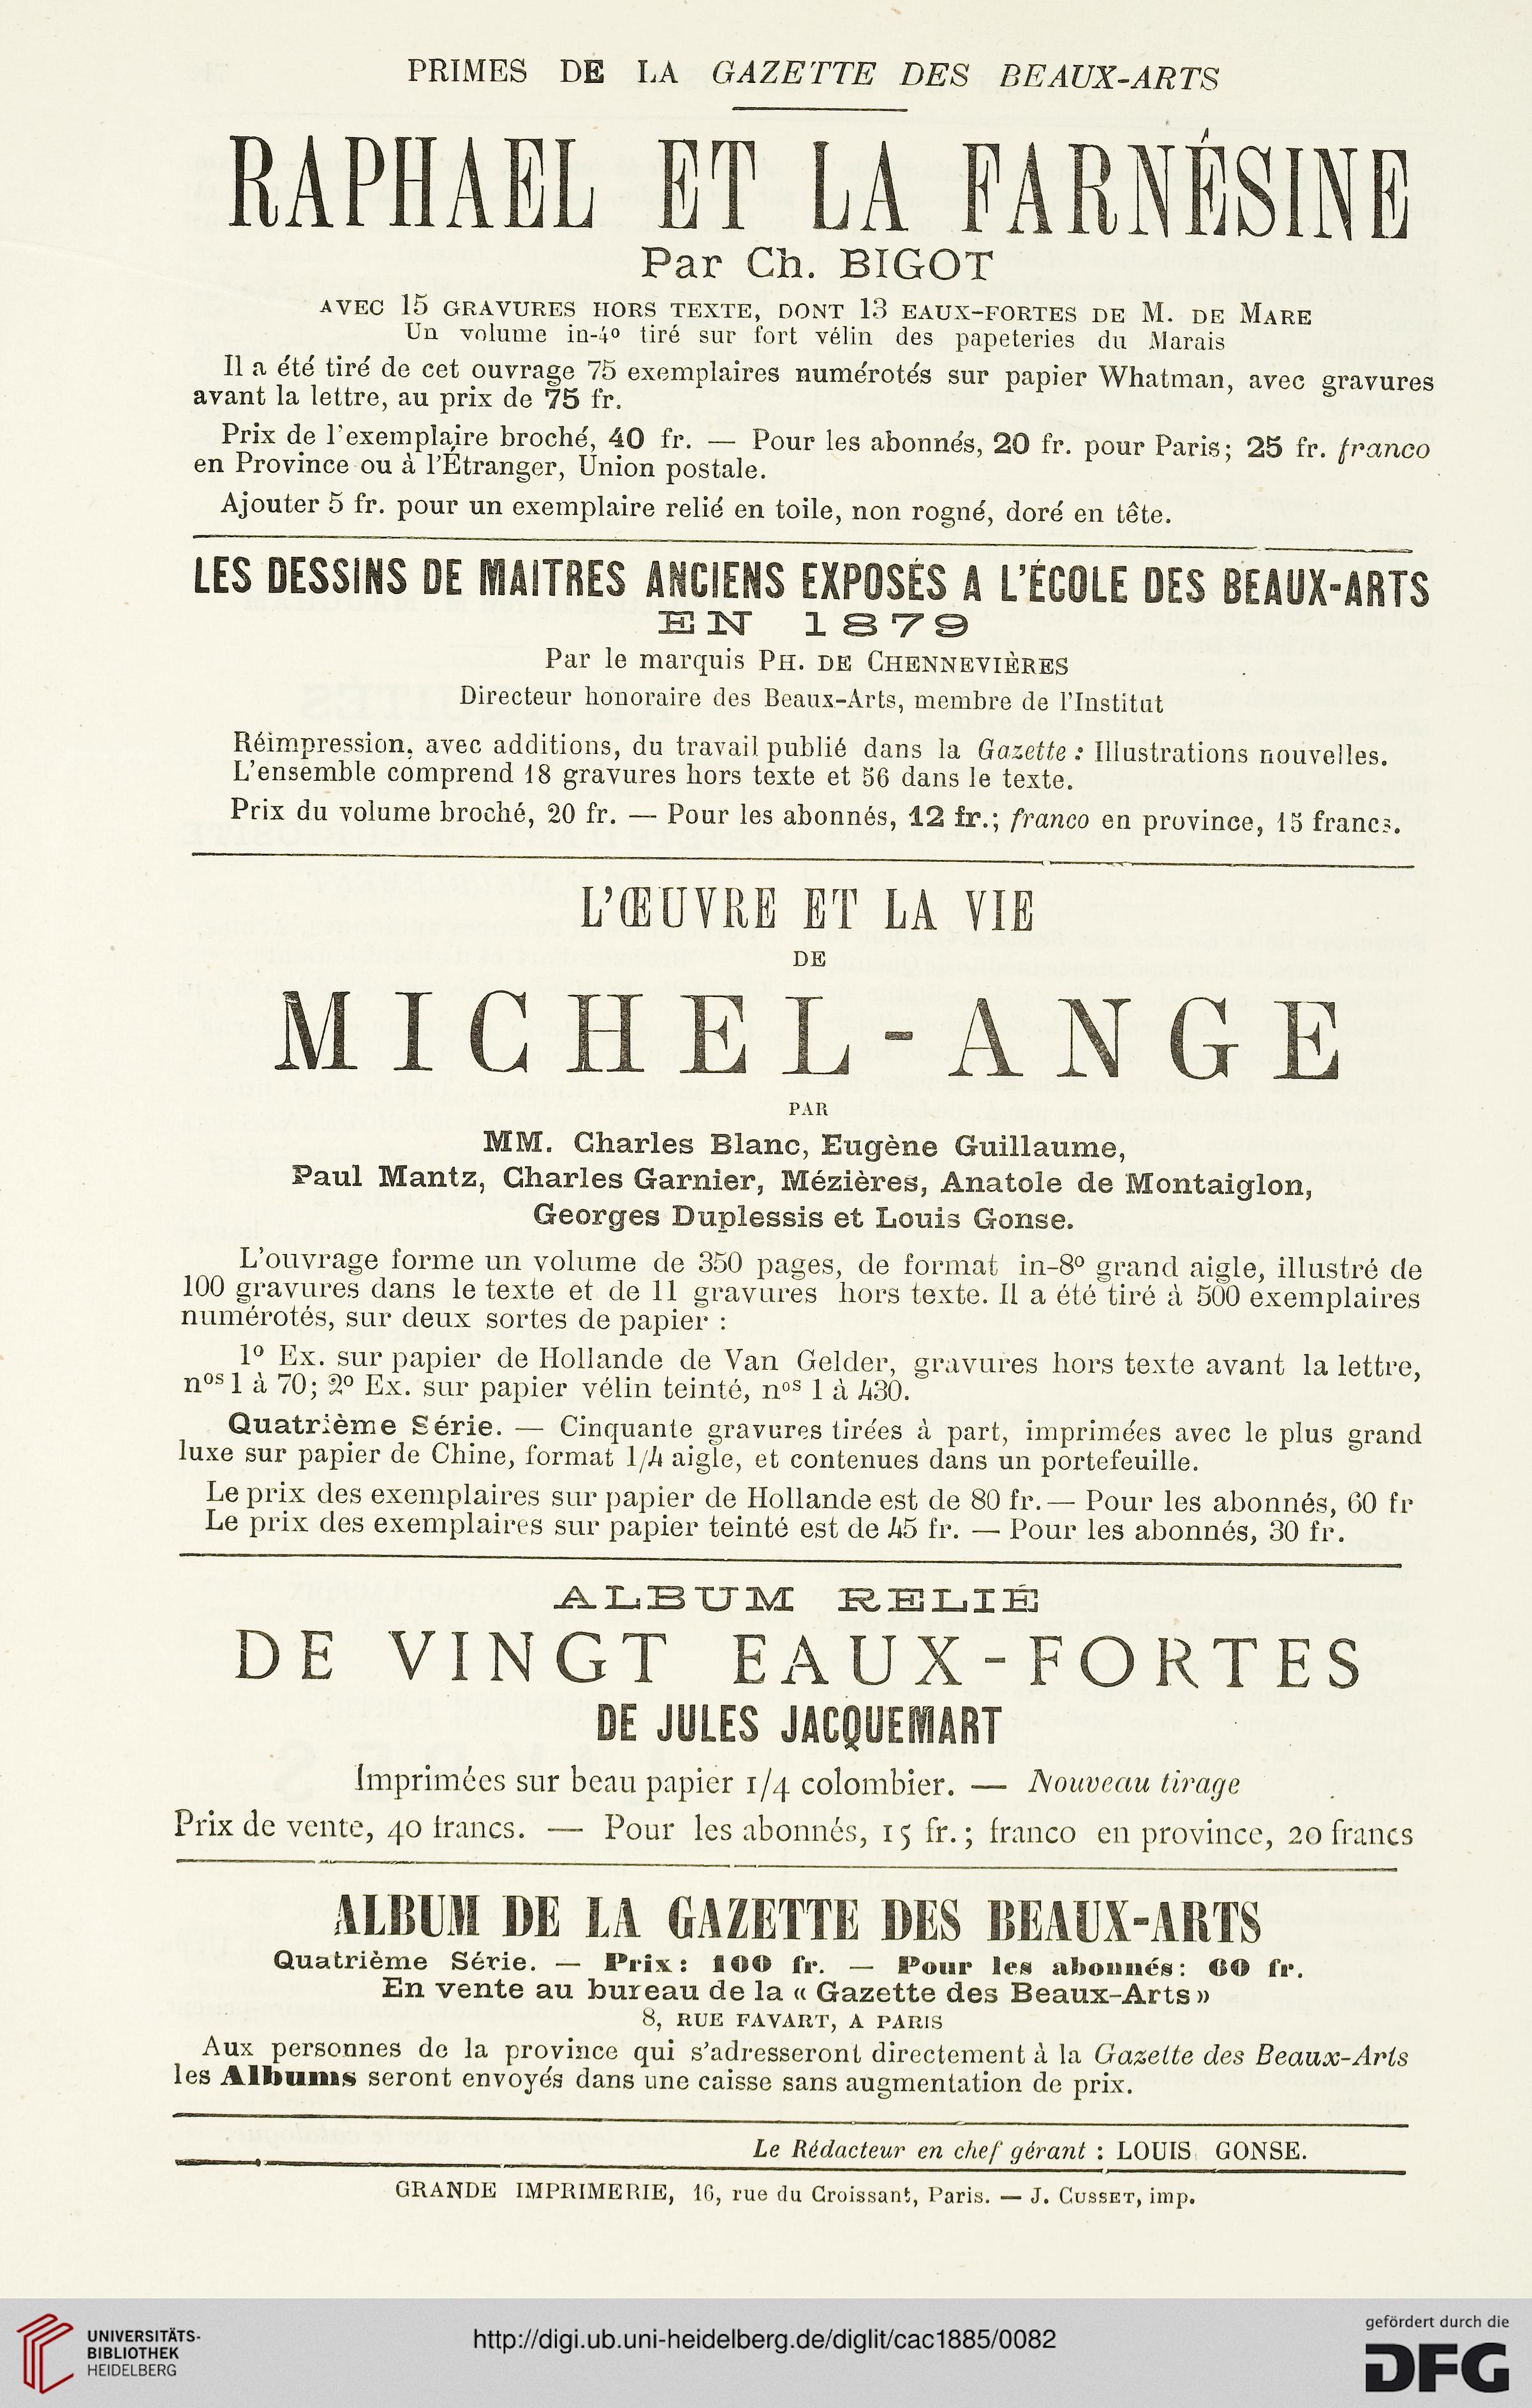 PRIMES DE LA GAZETTE DES BEAUX-ARTS
RAPHAEL ET LA FARNÉSINE
Par Ch. BIGOT
AVEC 15 GRAVURES HORS TEXTE, DONT 13 EAUX-FORTES DE M. DE MARE
Un volume in-4º tiré sur fort vélin des papeteries du Marais
Il a été tiré de cet ouvrage 75 exemplaires numérotés sur papier Whatman, avec gravures
avant la lettre, au prix de 75 fr.
Prix de l'exemplaire broché, 40 fr. — Pour les abonnés, 20 fr. pour Paris; 25 fr. franco
en Province ou à l'Étranger, Union postale.
Ajouter 5 fr. pour un exemplaire relié en toile, non rogné, doré en tête.
LES DESSINS DE MAITRES ANCIENS EXPOSÉS A L'ÉCOLE DES BEAUX-ARTS
EN 1879
Par le marquis PH. DE CHENNEVIÈRES
Directeur honoraire des Beaux-Arts, membre de l'Institut
Réimpression, avec additions, du travail publié dans la Gazette : Illustrations nouvelles.
L'ensemble comprend 18 gravures hors texte et 56 dans le texte.
Prix du volume broché, 20 fr. — Pour les abonnés, 12 fr.; franco en province, 15 francs.
L'ŒUVRE ET LA VIE
DE
MICHEL-ANGE
PAR
MM. Charles Blanc, Eugène Guillaume,
Paul Mantz, Charles Garnier, Mézières, Anatole de Montaiglon,
Georges Duplessis et Louis Gonse.
L'ouvrage forme un volume de 350 pages, de format in-8º grand aigle, illustré de
100 gravures dans le texte et de 11 gravures hors texte. Il a été tiré à 500 exemplaires
numérotés, sur deux sortes de papier :
1º Ex. sur papier de Hollande de Van Gelder, gravures hors texte avant la lettre,
nos 1 à 70; 2º Ex. sur papier vélin teinté, nos 1 à 430.
Quatrième Série. — Cinquante gravures tirées à part, imprimées avec le plus grand
luxe sur papier de Chine, format 1/4 aigle, et contenues dans un portefeuille.
Le prix des exemplaires sur papier de Hollande est de 80 fr. — Pour les abonnés, 60 fr
Le prix des exemplaires sur papier teinté est de 45 fr. — Pour les abonnés, 30 fr.
ALBUM RELIÉ
DE VINGT EAUX-FORTES
DE JULES JACQUEMART
Imprimées sur beau papier 1/4 colombier. — Nouveau tirage
Prix de vente, 40 francs. — Pour les abonnés, 15 fr.; franco en province, 20 francs
ALBUM DE LA GAZETTE DES BEAUX-ARTS
Quatrième Série. — Prix: 100 fr. — Pour les abonnés: 60 fr.
En vente au bureau de la « Gazette des Beaux-Arts »
8, RUE FAVART, A PARIS
Aux personnes de la province qui s'adresseront directement à la Gazette des Beaux-Arts
les Albums seront envoyés dans une caisse sans augmentation de prix.
Le Rédacteur en chef gérant : LOUIS GONSE.
GRANDE IMPRIMERIE, 16, rue du Croissant, Paris. — J. CUSSET, imp.
UNIVERSITÄTS-
BIBLIOTHEK
HEIDELBERG
http://digi.ub.uni-heidelberg.de/diglit/cac1885/0082
gefördert durch die
DFG